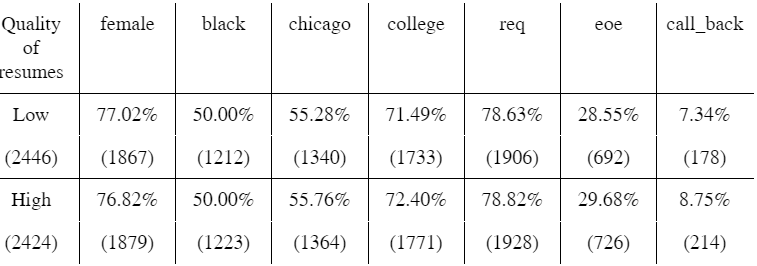 Quality of resumes female black chicago college req eoe call_back
Low 77.02% 50.00% 55.28% 71.49% 78.63% 28.55% 7.34%
(2446) (1867) (1212) (1340) (1733) (1906) (692) (178)
High 76.82% 50.00% 55.76% 72.40% 78.82% 29.68% 8.75%
(2424) (1879) (1223) (1364) (1771) (1928) (726) (214)